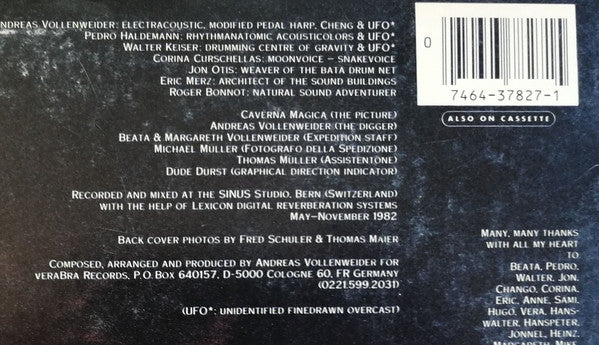 ANDREAS VOLLENWEIDER: ELECTRACOUSTIC, MODIFIED PEDAL HARP, CHENG & UFO*
PEDRO HALDEMANN: RHYTHMANATOMIC ACOUSTICOLORS & UFO*
WALTER KEISER: DRUMMING CENTRE OF GRAVITY & UFO*
CORINA CURSCHELLAS: MOONVOICE – SNAKEVOICE
JON OTIS: WEAVER OF THE BATA DRUM NET
ERIC MERZ: ARCHITECT OF THE SOUND BUILDINGS
ROGER BONNOT: NATURAL SOUND ADVENTURER
CAVERNA MAGICA (THE PICTURE)
ANDREAS VOLLENWEIDER (THE DIGGER)
BEATA & MARGARETH VOLLENWEIDER (EXPEDITION STAFF)
MICHAEL MÜLLER (FOTOGRAFO DELLA SPEDIZIONE)
THOMAS MÜLLER (ASSISTENTONE)
DUDE DURST (GRAPHICAL DIRECTION INDICATOR)
RECORDED AND MIXED AT THE SINUS STUDIO, BERN (SWITZERLAND)
WITH THE HELP OF LEXICON DIGITAL REVERBERATION SYSTEMS
MAY–NOVEMBER 1982
BACK COVER PHOTOS BY FRED SCHULER & THOMAS MAIER
COMPOSED, ARRANGED AND PRODUCED BY ANDREAS VOLLENWEIDER FOR
VERABRA RECORDS, P.O. BOX 640157, D-5000 COLOGNE 60, FR GERMANY
(0221.599.2031)
(UFO*: UNIDENTIFIED FINEDRAWN OVERCAST)
0
7464-37827-1
ALSO ON CASSETTE
MANY, MANY THANKS
WITH ALL MY HEART
TO
BEATA, PEDRO,
WALTER, JON,
CHANGO, CORINA,
ERIC, ANNE, SAMI,
HUGO, VERA, HANS-
WALTER, HANSPETER,
JONNEL, HEINZ,
MARGARETH, MIKE,